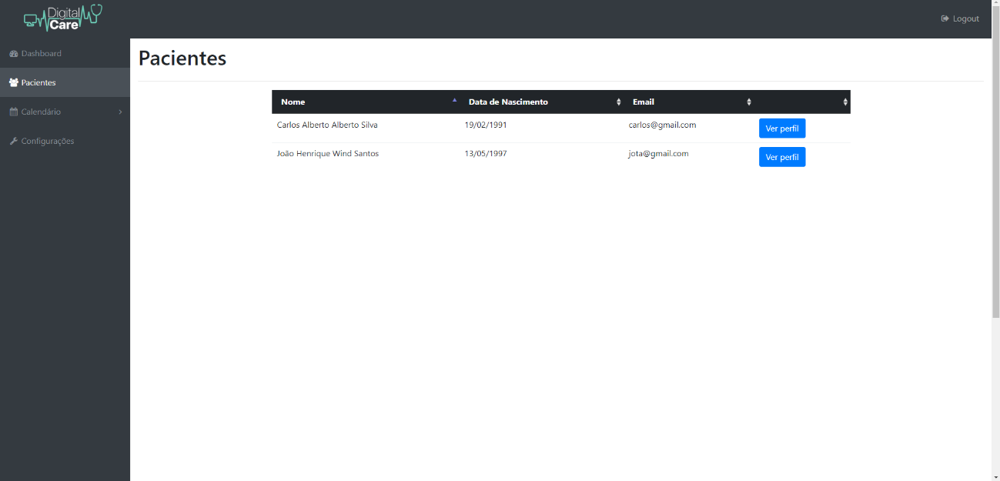 Digital
Care
Logout
Dashboard
Pacientes
Calendário
Configurações
Pacientes
Nome Data de Nascimento Email
Carlos Alberto Alberto Silva 19/02/1991 carlos@gmail.com Ver perfil
João Henrique Wind Santos 13/05/1997 jota@gmail.com Ver perfil